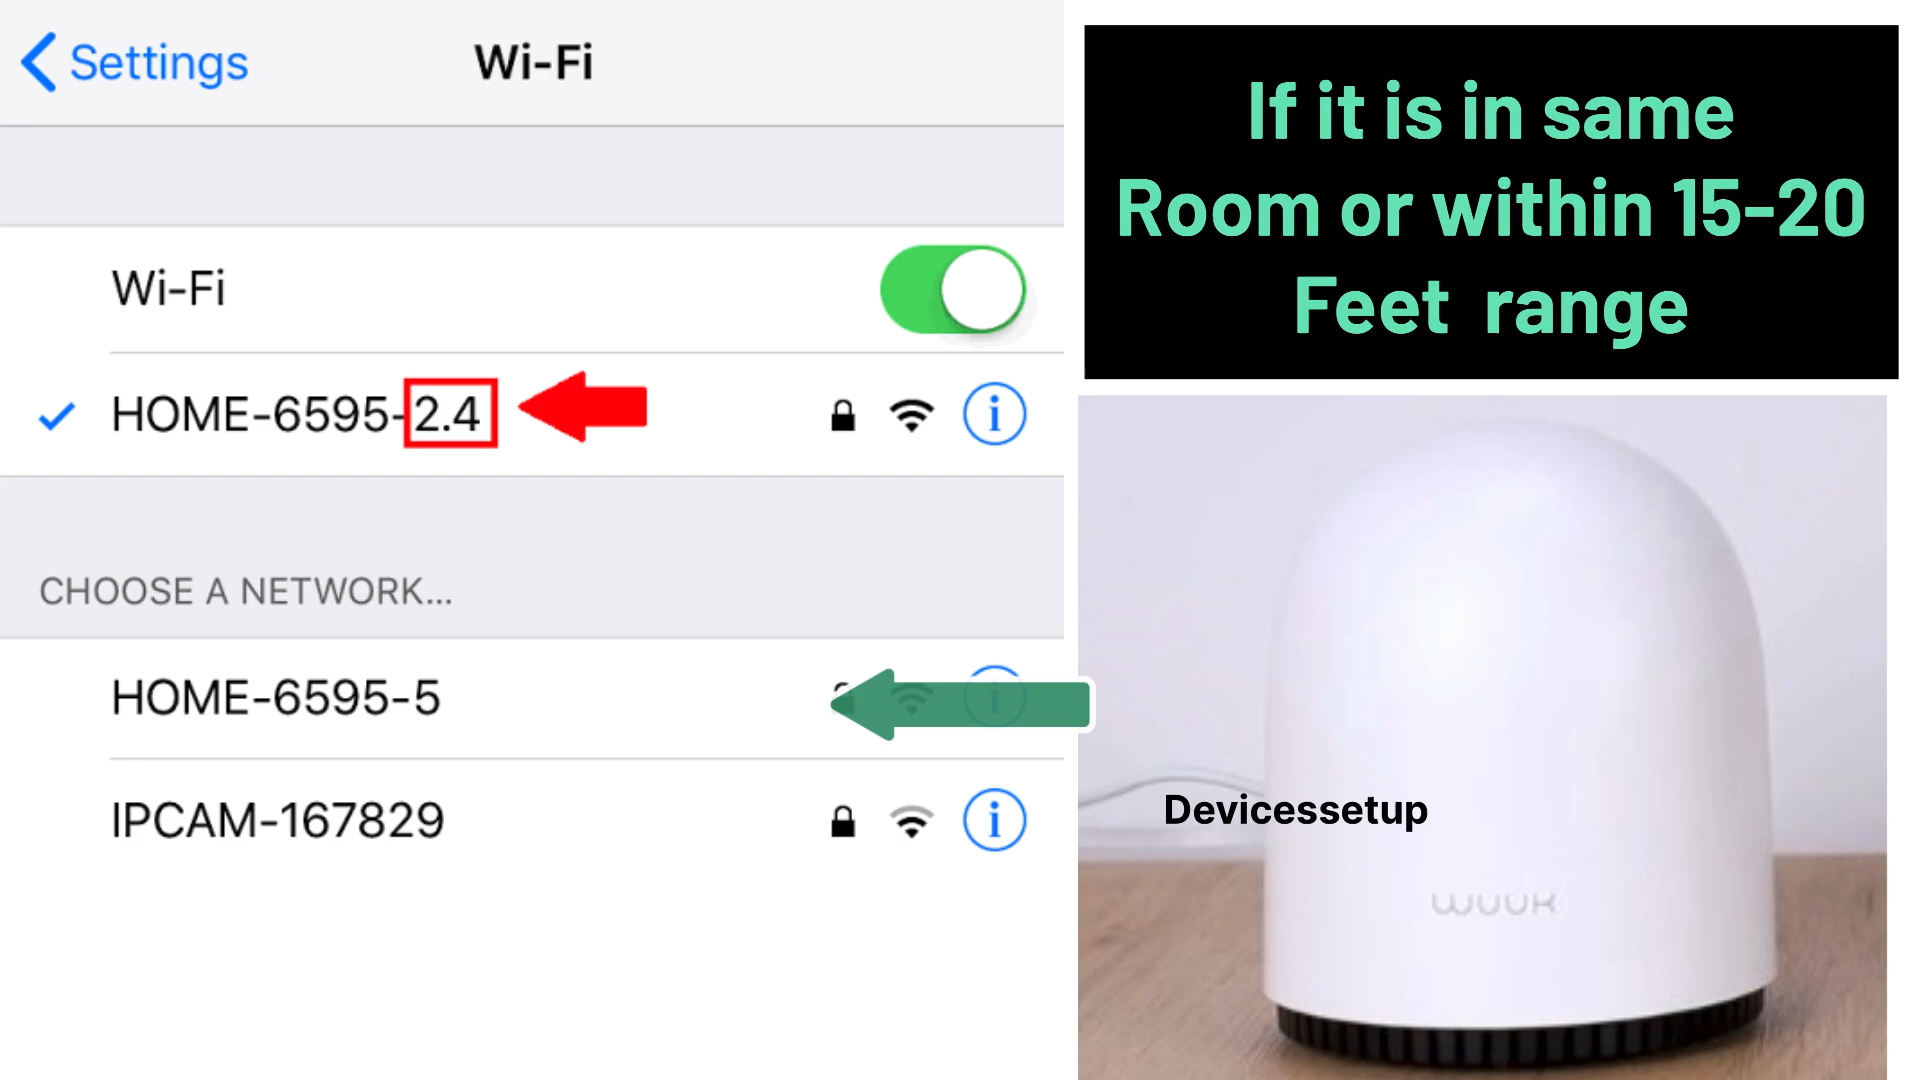 Settings
Wi-Fi
Wi-Fi
HOME-6595-2.4
CHOOSE A NETWORK...
HOME-6595-5
IPCAM-167829
If it is in same
Room or within 15-20
Feet range
Devicessetup
wuuk